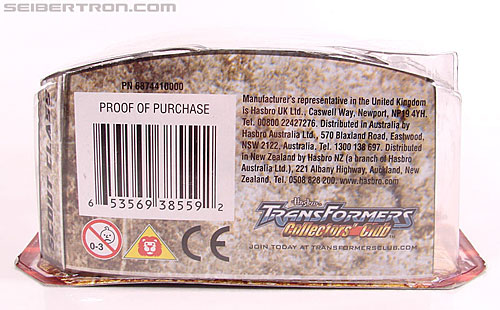 SEIBERTRON.COM
PN 6874410000
PROOF OF PURCHASE
6 53569 38559 2
0-3
CE
Manufacturer's representative in the United Kingdom
is Hasbro UK Ltd., Caswell Way, Newport, NP19 4YH.
Tel. 00800 22427276. Distributed in Australia by
Hasbro Australia Ltd., 570 Blaxland Road, Eastwood,
NSW 2122, Australia. Tel. 1300 138 697. Distributed
in New Zealand by Hasbro NZ (a branch of Hasbro
Australia Ltd.), 221 Albany Highway, Auckland, New
Zealand. Tel. 0508 828 200. www.hasbro.com
Hasbro
TRANSFORMERS
Collectors' Club
JOIN TODAY AT TRANSFORMERSCLUB.COM